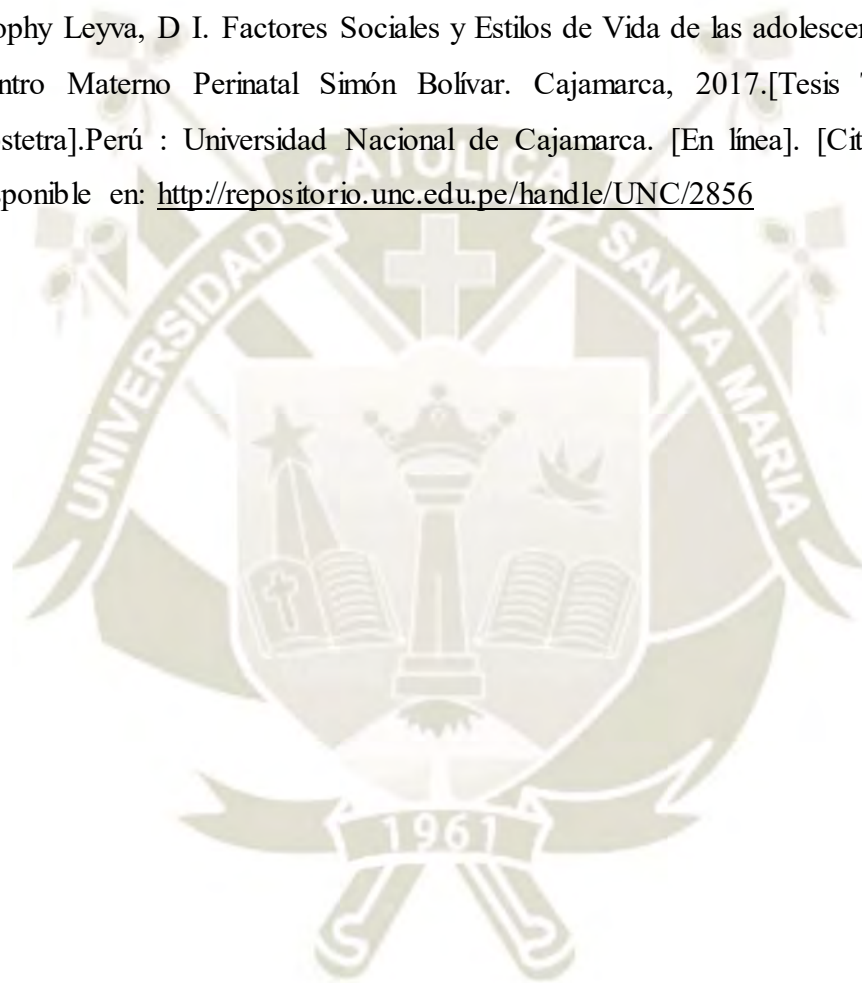 ophy Leyva, D I. Factores Sociales y Estilos de Vida de las adolescen
ntro Materno Perinatal Simón Bolívar. Cajamarca, 2017.[Tesis
stetra].Perú : Universidad Nacional de Cajamarca. [En línea]. [Cit
ponible en: http://repositorio.unc.edu.pe/handle/UNC/2856
UNIVERSIDAD CATOLICA SANTA MARIA
1961